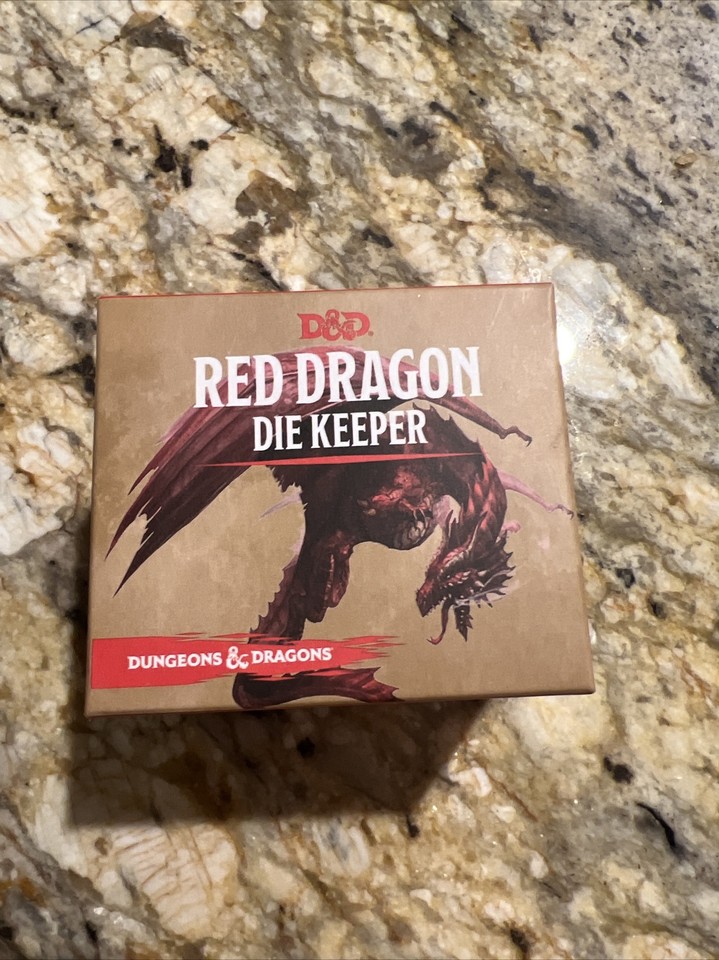 D&D®
RED DRAGON
DIE KEEPER
DUNGEONS & DRAGONS®